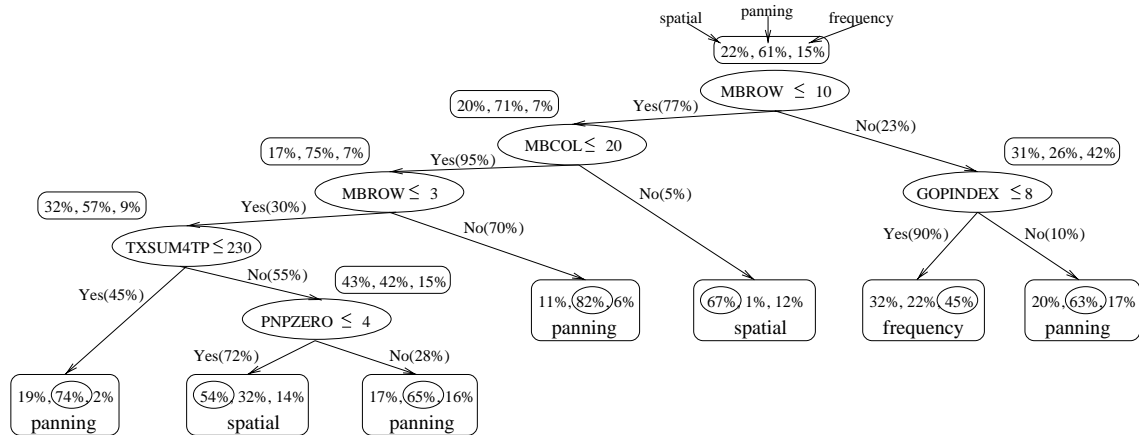 panning
spatial
frequency
22%, 61%, 15%
MBROW ≤ 10
20%, 71%, 7%
Yes(77%)
No(23%)
MBCOL ≤ 20
17%, 75%, 7%
Yes(95%)
31%, 26%, 42%
MBROW ≤ 3
No(5%)
GOPINDEX ≤ 8
32%, 57%, 9%
Yes(30%)
No(70%)
Yes(90%)
No(10%)
TXSUM4TP ≤ 230
Yes(45%)
No(55%)
43%, 42%, 15%
11%, 82%, 6%
panning
67%, 1%, 12%
spatial
32%, 22%, 45%
frequency
20%, 63%, 17%
panning
PNPZERO ≤ 4
Yes(72%)
No(28%)
19%, 74%, 2%
panning
54%, 32%, 14%
spatial
17%, 65%, 16%
panning